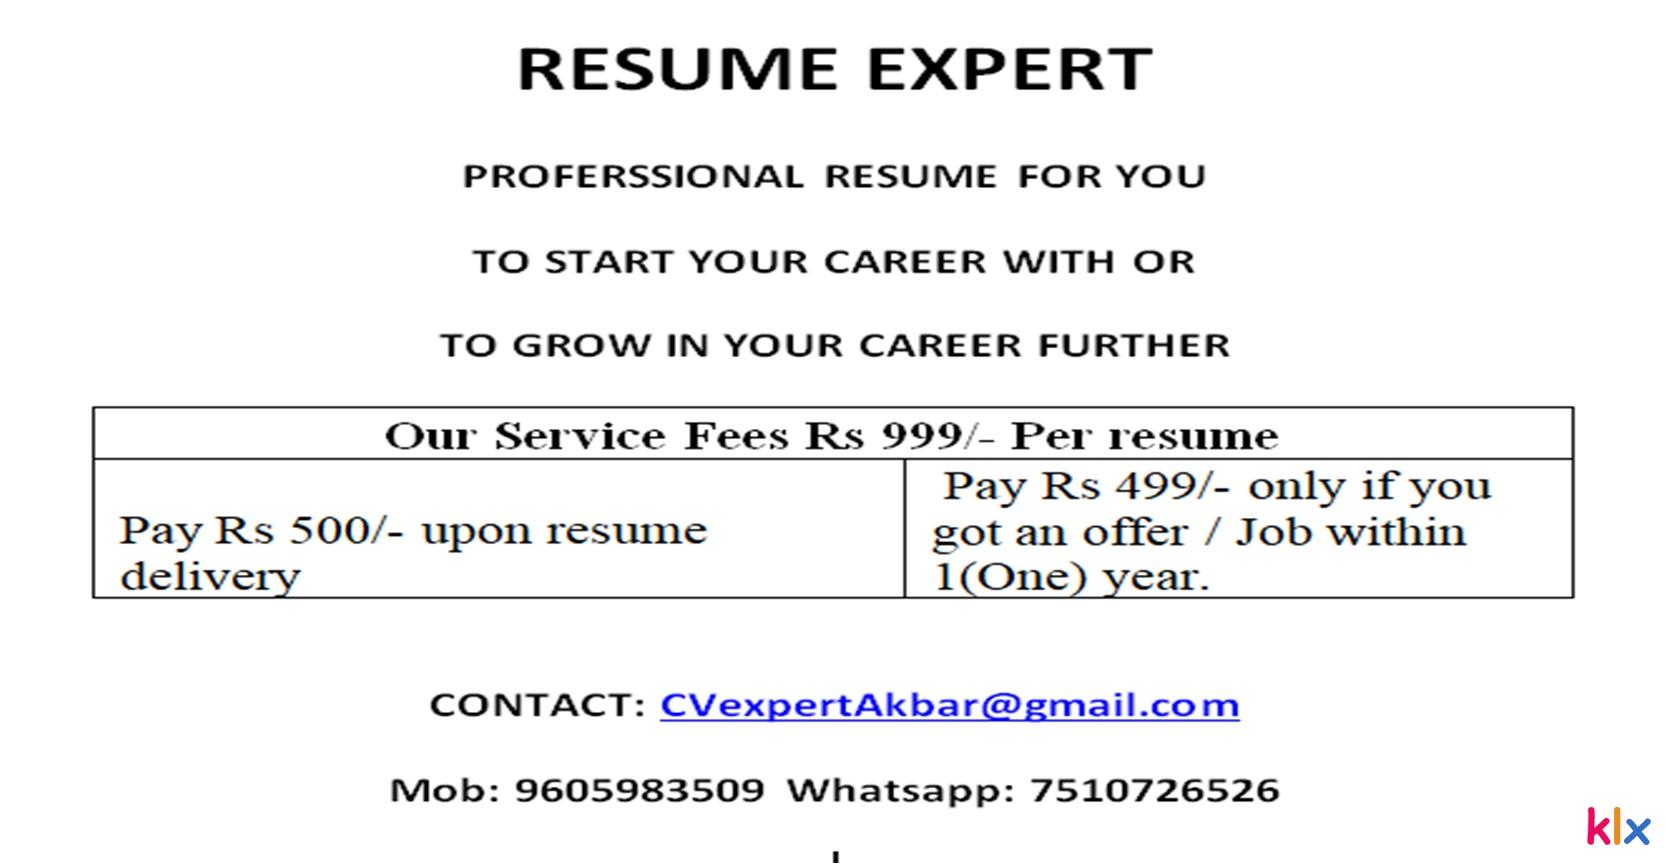 RESUME EXPERT
PROFERSSIONAL RESUME FOR YOU
TO START YOUR CAREER WITH OR
TO GROW IN YOUR CAREER FURTHER
Our Service Fees Rs 999/- Per resume
Pay Rs 500/- upon resume
delivery
Pay Rs 499/- only if you
got an offer / Job within
1(One) year.
CONTACT: CVexpertAkbar@gmail.com
Mob: 9605983509 Whatsapp: 7510726526
klx